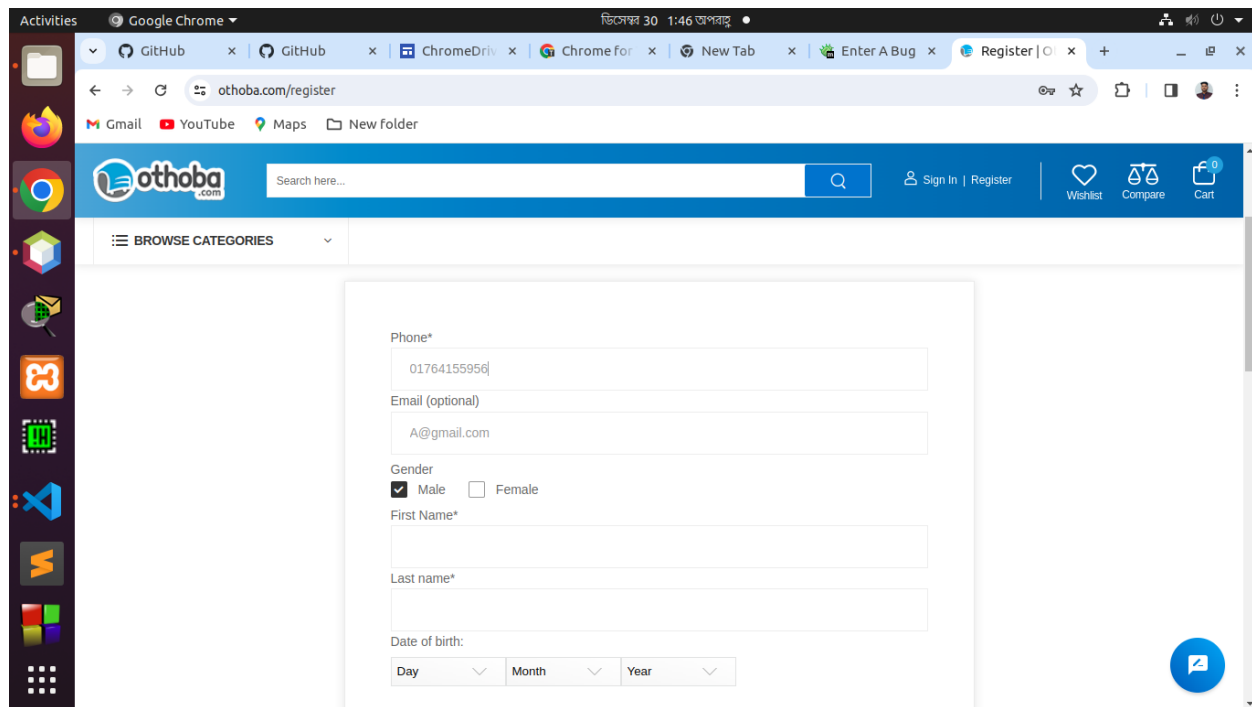 Activities Google Chrome ডিসেম্বর 30 1:46 অপরাহ্ণ
GitHub GitHub ChromeDriv Chrome for New Tab Enter A Bug Register | O
othoba.com/register
Gmail YouTube Maps New folder
othoba .com Search here... Sign In | Register Wishlist Compare 0 Cart
BROWSE CATEGORIES
Phone*
01764155956
Email (optional)
A@gmail.com
Gender
Male Female
First Name*
Last name*
Date of birth:
Day Month Year